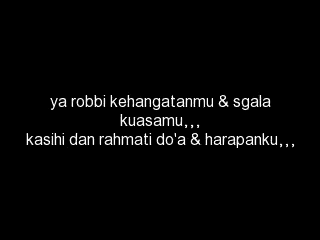 ya robbi kehangatanmu & sgala
kuasamu,,,
kasihi dan rahmati do'a & harapanku,,,